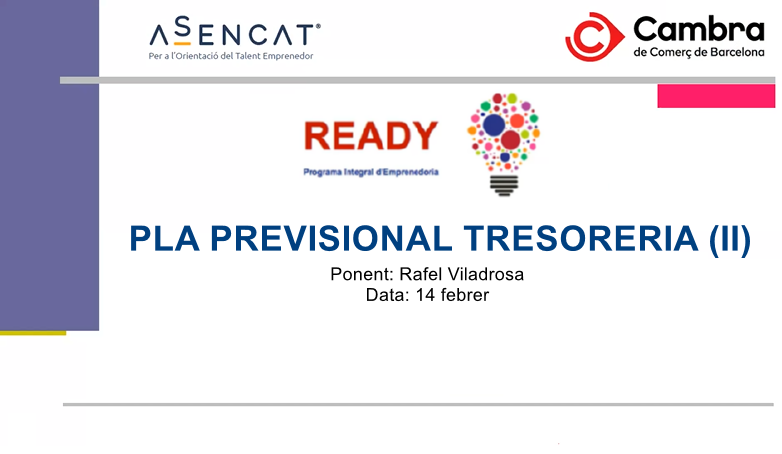 ASENCAT®
Per a l'Orientació del Talent Emprenedor
Cambra
de Comerç de Barcelona
READY
Programa Integral d'Emprenedoria
PLA PREVISIONAL TRESORERIA (II)
Ponent: Rafel Viladrosa
Data: 14 febrer